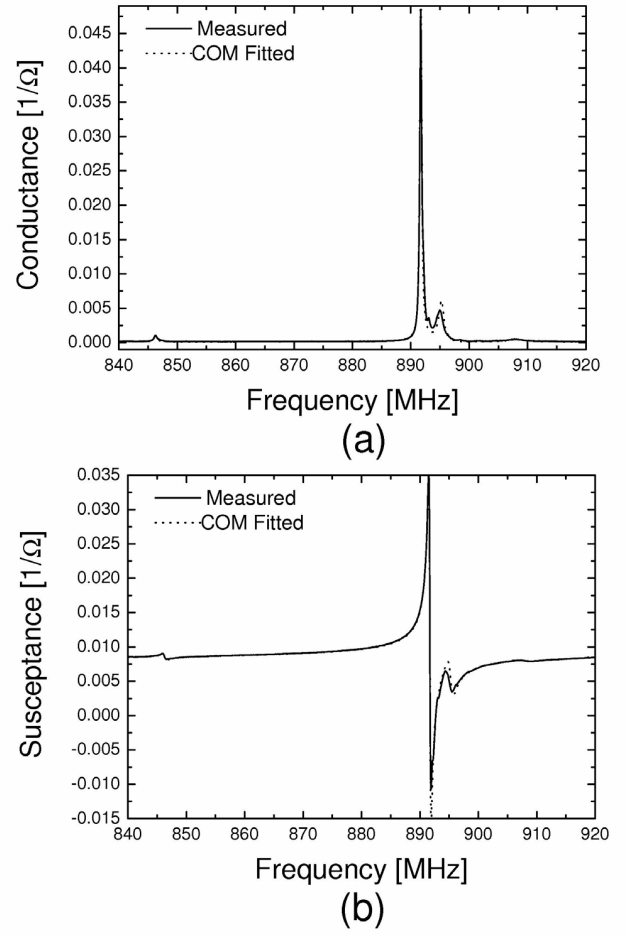 Conductance [1/Ω]
0.045
0.040
0.035
0.030
0.025
0.020
0.015
0.010
0.005
0.000
Measured
COM Fitted
840 850 860 870 880 890 900 910 920
Frequency [MHz]
(a)
Susceptance [1/Ω]
0.035
0.030
0.025
0.020
0.015
0.010
0.005
0.000
-0.005
-0.010
-0.015
Measured
COM Fitted
840 850 860 870 880 890 900 910 920
Frequency [MHz]
(b)